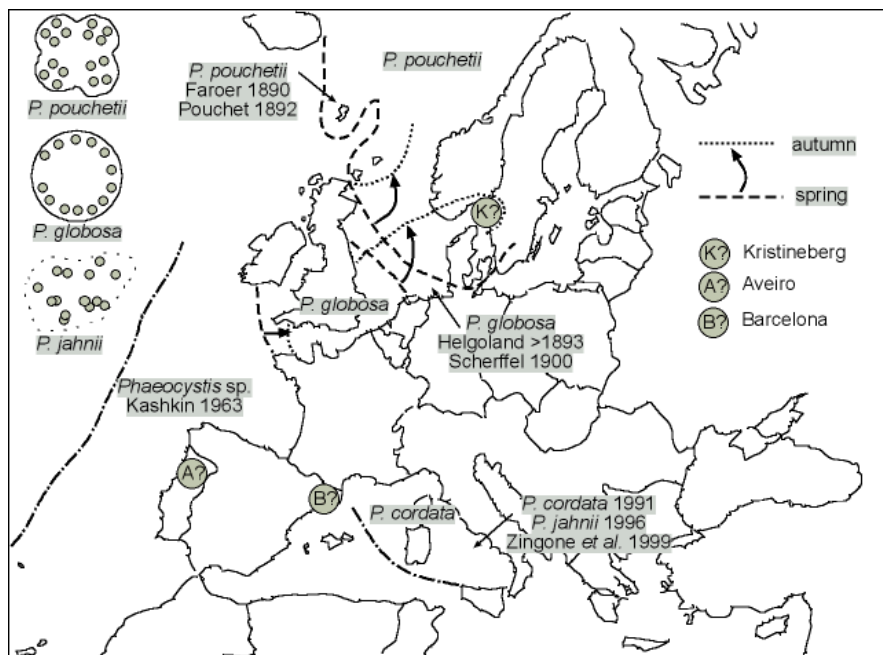 P. pouchetii
P. globosa
P. jahnii
P. pouchetii
Faroer 1890
Pouchet 1892
P. pouchetii
autumn
spring
K?
K? Kristineberg
A? Aveiro
B? Barcelona
P. globosa
P. globosa
Helgoland >1893
Scherffel 1900
Phaeocystis sp.
Kashkin 1963
A?
B?
P. cordata
P. cordata 1991
P. jahnii 1996
Zingone et al. 1999